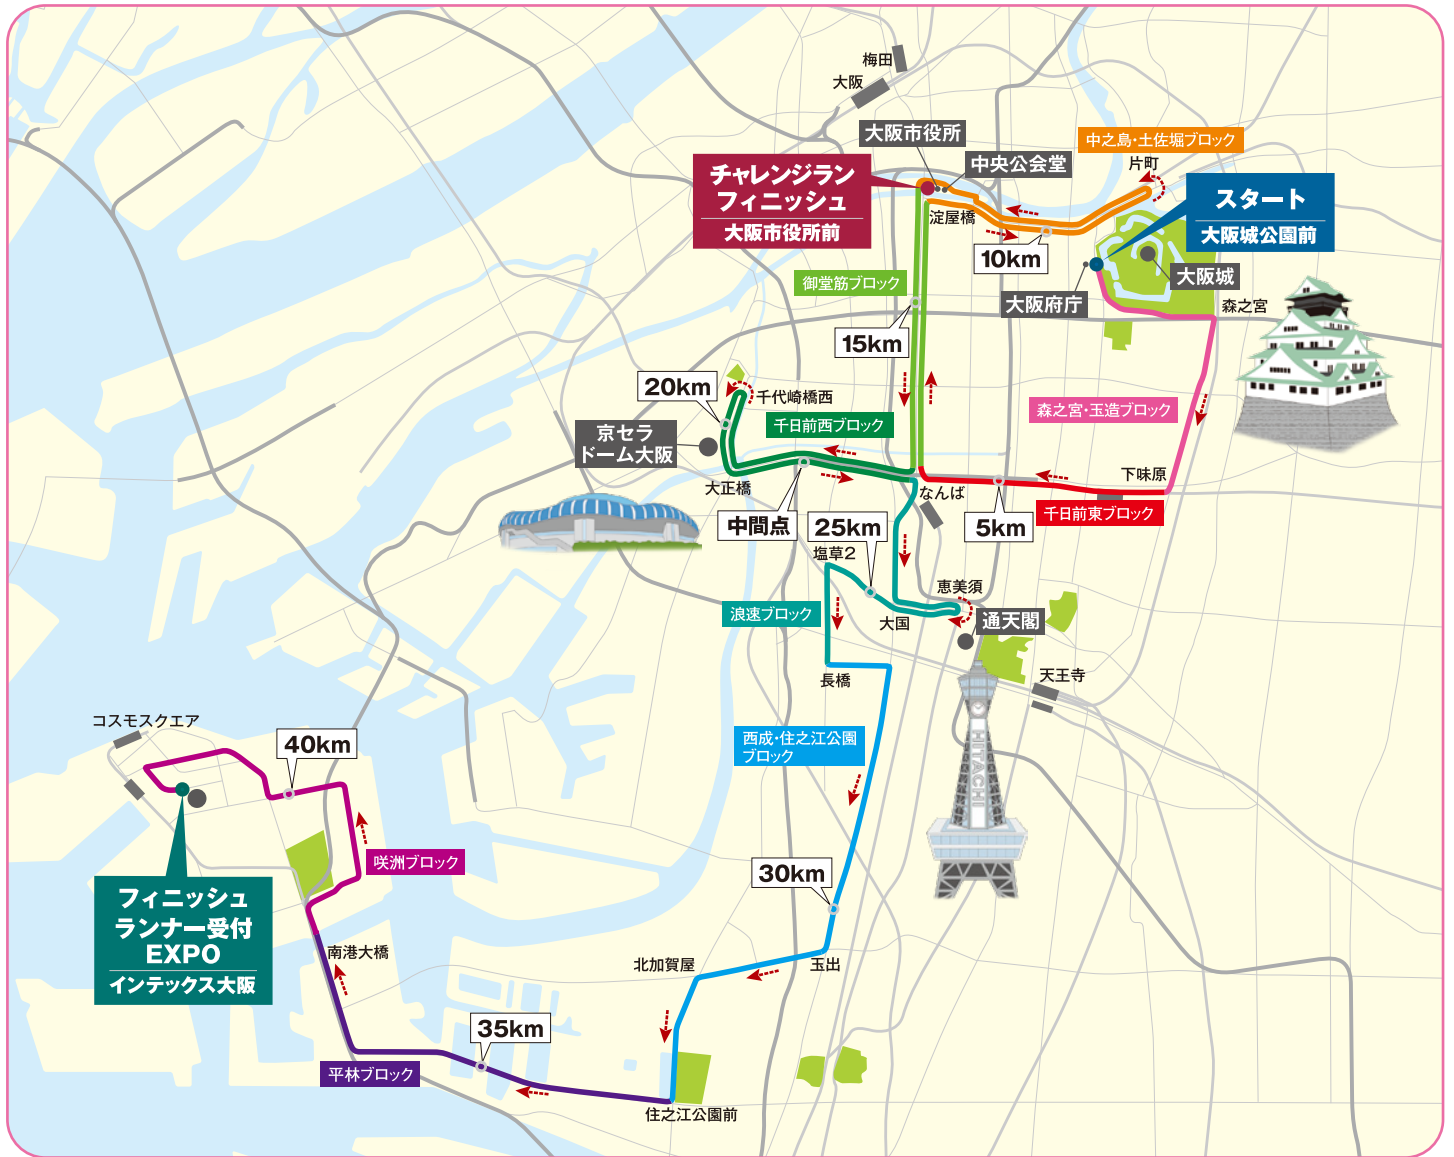 梅田
大阪
大阪市役所
中央公会堂
中之島・土佐堀ブロック
片町
チャレンジラン
フィニッシュ
大阪市役所前
スタート
大阪城公園前
淀屋橋
10km
大阪城
大阪府庁
森之宮
御堂筋ブロック
15km
20km
千代崎橋西
森之宮・玉造ブロック
千日前西ブロック
京セラ
ドーム大阪
大正橋
下味原
なんば
千日前東ブロック
中間点
25km
5km
塩草2
恵美須
浪速ブロック
大国
通天閣
長橋
天王寺
コスモスクエア
40km
西成・住之江公園
ブロック
HITACHI
咲洲ブロック
30km
フィニッシュ
ランナー受付
EXPO
インテックス大阪
南港大橋
北加賀屋
玉出
35km
平林ブロック
住之江公園前